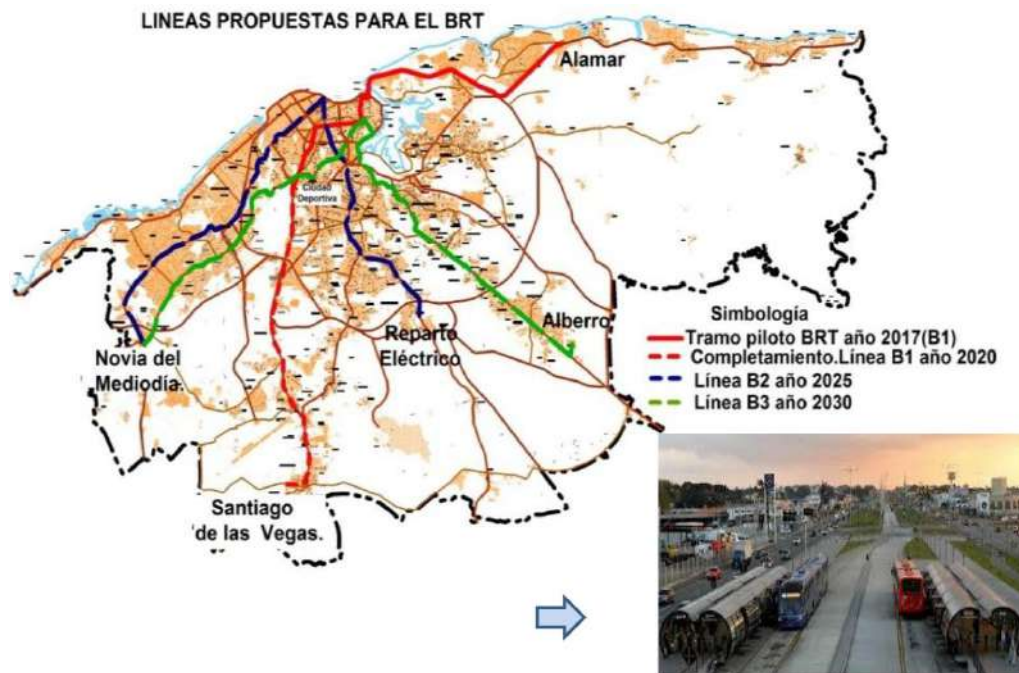 LINEAS PROPUESTAS PARA EL BRT
Alamar
Ciudad
Deportiva
Novia del
Mediodía.
Reparto
Eléctrico
Alberro
Santiago
de las Vegas.
Simbología
Tramo piloto BRT año 2017(B1)
Completamiento.Línea B1 año 2020
Línea B2 año 2025
Línea B3 año 2030